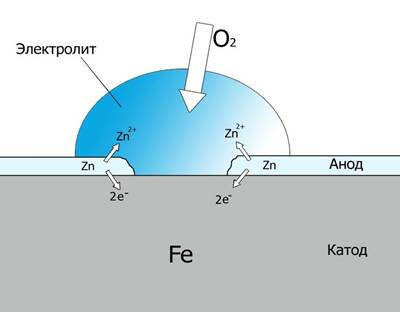 O₂
Электролит
Zn²⁺
Zn²⁺
Zn
Zn
Анод
2e⁻
2e⁻
Fe
Катод